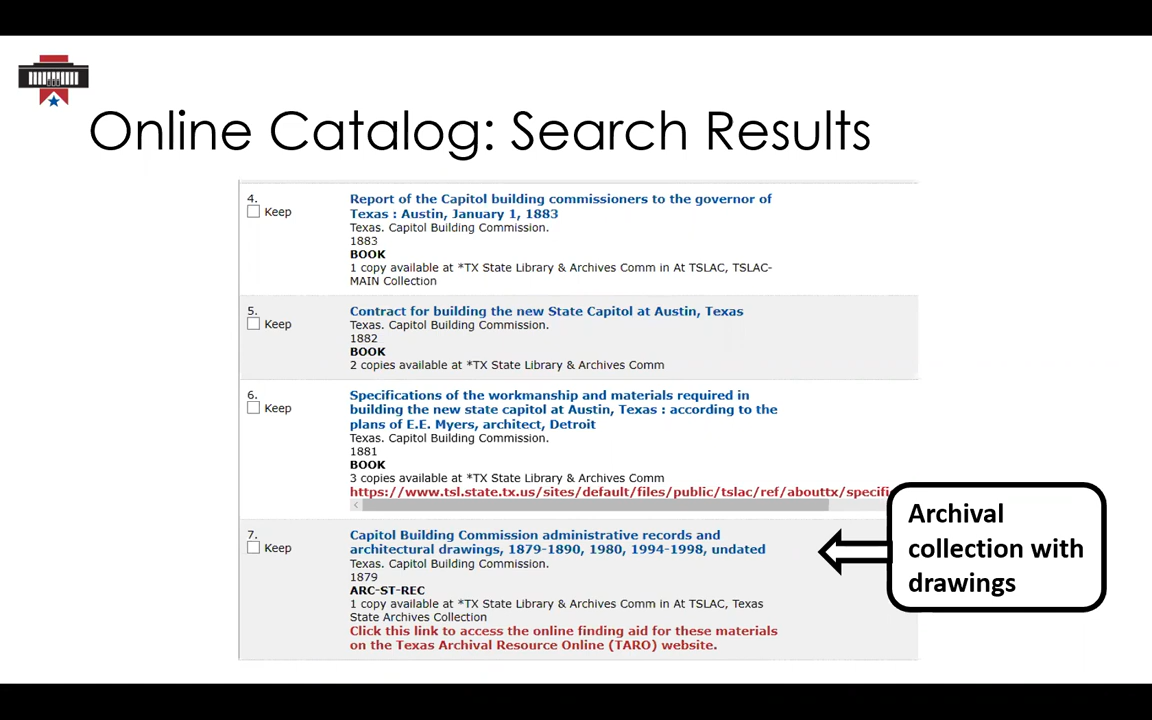 Online Catalog: Search Results
4.
Keep
Report of the Capitol building commissioners to the governor of
Texas : Austin, January 1, 1883
Texas. Capitol Building Commission.
1883
BOOK
1 copy available at *TX State Library & Archives Comm in At TSLAC, TSLAC-
MAIN Collection
5.
Keep
Contract for building the new State Capitol at Austin, Texas
Texas. Capitol Building Commission.
1882
BOOK
2 copies available at *TX State Library & Archives Comm
6.
Keep
Specifications of the workmanship and materials required in
building the new state capitol at Austin, Texas : according to the
plans of E.E. Myers, architect, Detroit
Texas. Capitol Building Commission.
1881
BOOK
3 copies available at *TX State Library & Archives Comm
https://www.tsl.state.tx.us/sites/default/files/public/tslac/ref/abouttx/specifi
7.
Keep
Capitol Building Commission administrative records and
architectural drawings, 1879-1890, 1980, 1994-1998, undated
Texas. Capitol Building Commission.
1879
ARC-ST-REC
1 copy available at *TX State Library & Archives Comm in At TSLAC, Texas
State Archives Collection
Click this link to access the online finding aid for these materials
on the Texas Archival Resource Online (TARO) website.
Archival
collection with
drawings